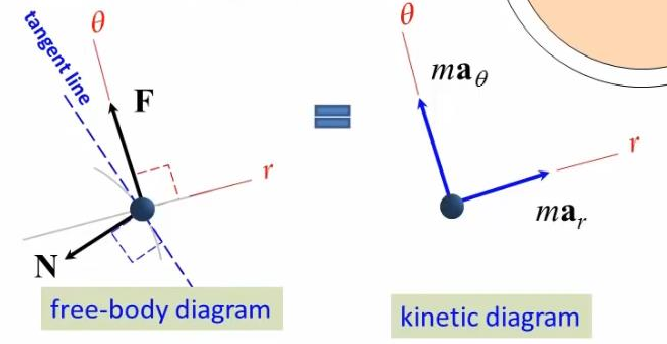 θ
tangent line
F
r
N
free-body diagram
=
θ
maθ
r
mar
kinetic diagram